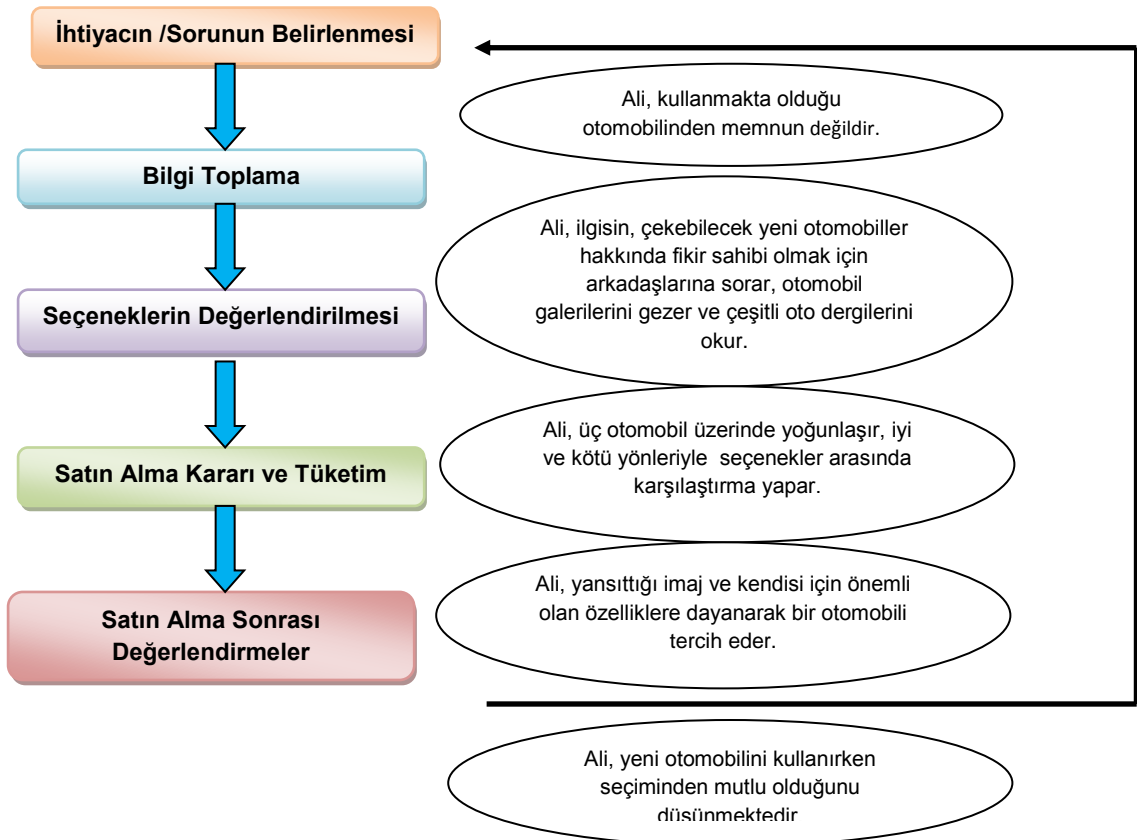 İhtiyacın /Sorunun Belirlenmesi
Ali, kullanmakta olduğu
otomobilinden memnun değildir.
Bilgi Toplama
Ali, ilgisin, çekebilecek yeni otomobiller
hakkında fikir sahibi olmak için
arkadaşlarına sorar, otomobil
galerilerini gezer ve çeşitli oto dergilerini
okur.
Seçeneklerin Değerlendirilmesi
Ali, üç otomobil üzerinde yoğunlaşır, iyi
ve kötü yönleriyle seçenekler arasında
karşılaştırma yapar.
Satın Alma Kararı ve Tüketim
Ali, yansıttığı imaj ve kendisi için önemli
olan özelliklere dayanarak bir otomobili
tercih eder.
Satın Alma Sonrası
Değerlendirmeler
Ali, yeni otomobilini kullanırken
seçiminden mutlu olduğunu
düşünmektedir